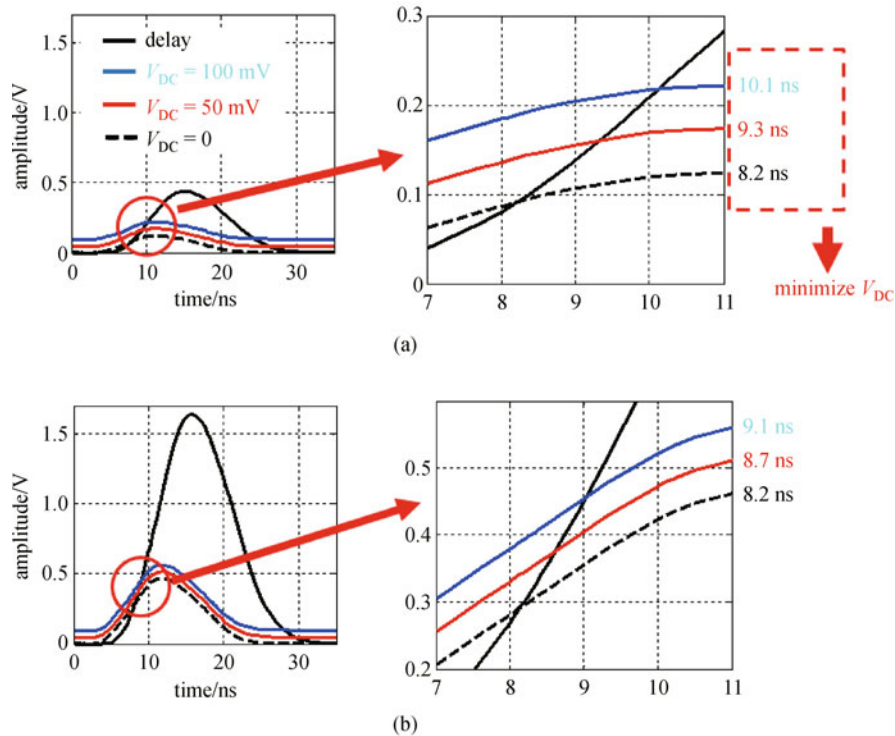 1.5
1.0
0.5
0
amplitude/V
delay
V_DC = 100 mV
V_DC = 50 mV
V_DC = 0
0 10 20 30
time/ns
0.3
0.2
0.1
0
7 8 9 10 11
10.1 ns
9.3 ns
8.2 ns
minimize V_DC
(a)
1.5
1.0
0.5
0
amplitude/V
0 10 20 30
time/ns
0.5
0.4
0.3
0.2
7 8 9 10 11
9.1 ns
8.7 ns
8.2 ns
(b)